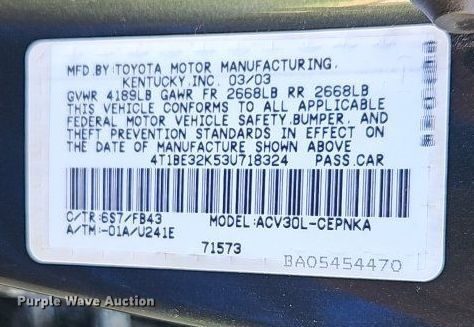 MFD.BY:TOYOTA MOTOR MANUFACTURING,
KENTUCKY,INC. 03/03
GVWR 4189LB GAWR FR 2668LB RR 2668LB
THIS VEHICLE CONFORMS TO ALL APPLICABLE
FEDERAL MOTOR VEHICLE SAFETY,BUMPER, AND
THEFT PREVENTION STANDARDS IN EFFECT ON
THE DATE OF MANUFACTURE SHOWN ABOVE
4T1BE32K53U718324 PASS.CAR
C/TR:6S7/FB43 MODEL:ACV30L-CEPNKA
A/TM:-01A/U241E
71573
BA05454470
Purple Wave Auction